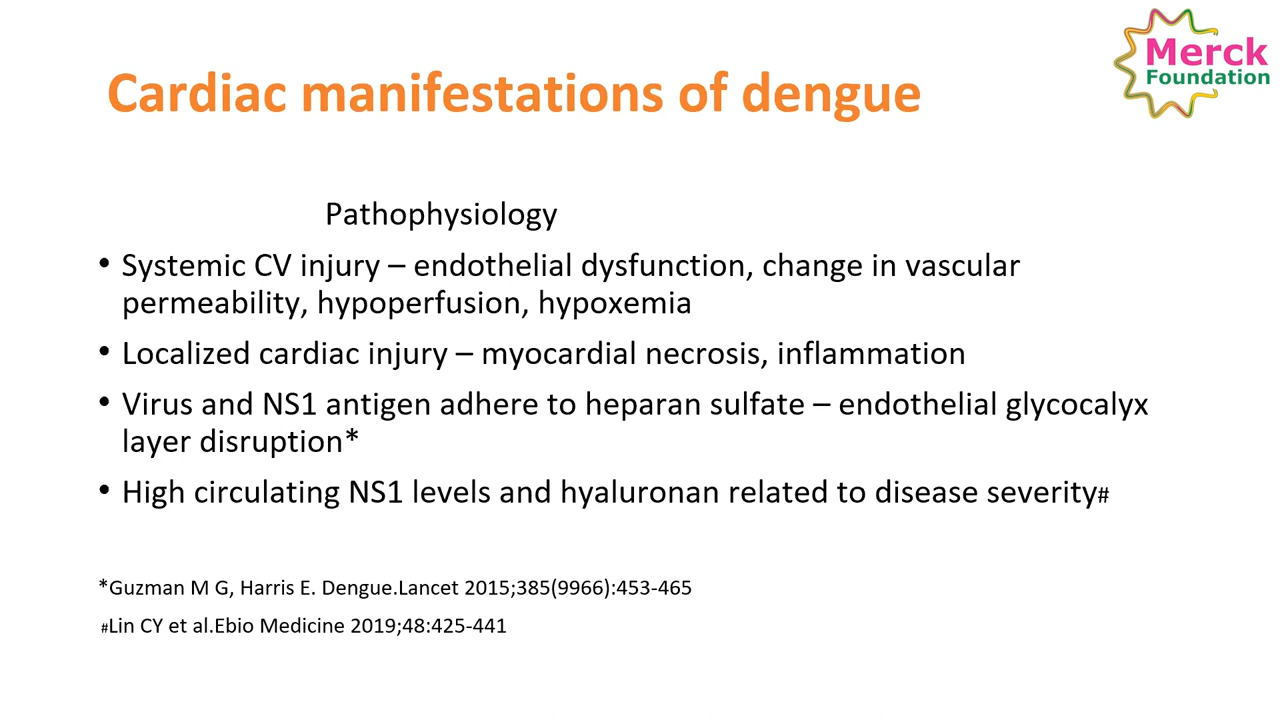 Merck
Foundation
Cardiac manifestations of dengue
Pathophysiology
• Systemic CV injury – endothelial dysfunction, change in vascular
permeability, hypoperfusion, hypoxemia
• Localized cardiac injury – myocardial necrosis, inflammation
• Virus and NS1 antigen adhere to heparan sulfate – endothelial glycocalyx
layer disruption*
• High circulating NS1 levels and hyaluronan related to disease severity#
*Guzman M G, Harris E. Dengue.Lancet 2015;385(9966):453-465
#Lin CY et al.Ebio Medicine 2019;48:425-441